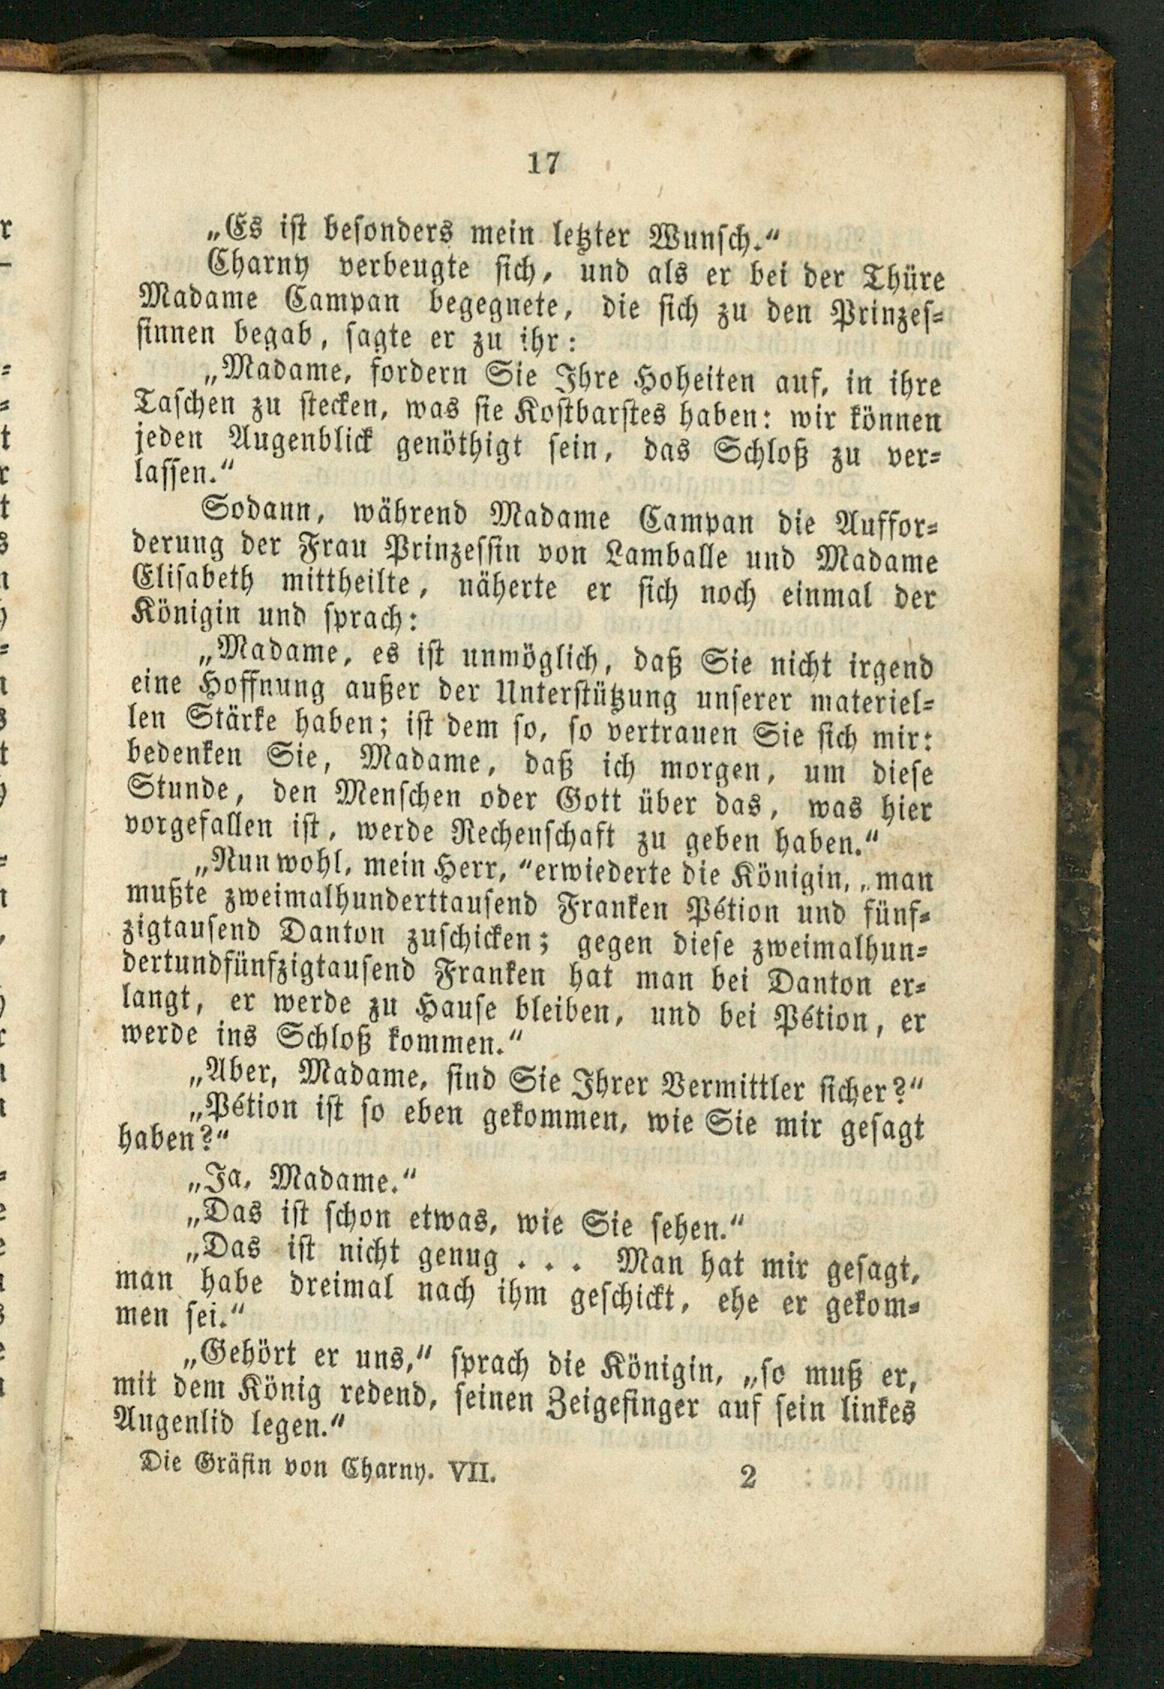 17
„Es ist besonders mein letzter Wunsch.“
Charny verbeugte sich, und als er bei der Thüre
Madame Campan begegnete, die sich zu den Prinzes-
sinnen begab, sagte er zu ihr:
„Madame, fordern Sie Ihre Hoheiten auf, in ihre
Taschen zu stecken, was sie Kostbarstes haben: wir können
jeden Augenblick genöthigt sein, das Schloß zu ver-
lassen.“
Sodann, während Madame Campan die Auffor-
derung der Frau Prinzessin von Lamballe und Madame
Elisabeth mittheilte, näherte er sich noch einmal der
Königin und sprach:
„Madame, es ist unmöglich, daß Sie nicht irgend
eine Hoffnung außer der Unterstützung unserer materiel-
len Stärke haben; ist dem so, so vertrauen Sie sich mir:
bedenken Sie, Madame, daß ich morgen, um diese
Stunde, den Menschen oder Gott über das, was hier
vorgefallen ist, werde Rechenschaft zu geben haben.“
„Nun wohl, mein Herr, “erwiederte die Königin, „man
mußte zweimalhunderttausend Franken Pétion und fünf-
zigtausend Danton zuschicken; gegen diese zweimalhun-
dertundfünfzigtausend Franken hat man bei Danton er-
langt, er werde zu Hause bleiben, und bei Pétion, er
werde ins Schloß kommen.“
„Aber, Madame, sind Sie Ihrer Vermittler sicher?“
„Pétion ist so eben gekommen, wie Sie mir gesagt
haben?“
„Ja, Madame.“
„Das ist schon etwas, wie Sie sehen.“
„Das ist nicht genug . . . Man hat mir gesagt,
man habe dreimal nach ihm geschickt, ehe er gekom-
men sei.“
„Gehört er uns,“ sprach die Königin, „so muß er,
mit dem König redend, seinen Zeigefinger auf sein linkes
Augenlid legen.“
Die Gräfin von Charny. VII. 2